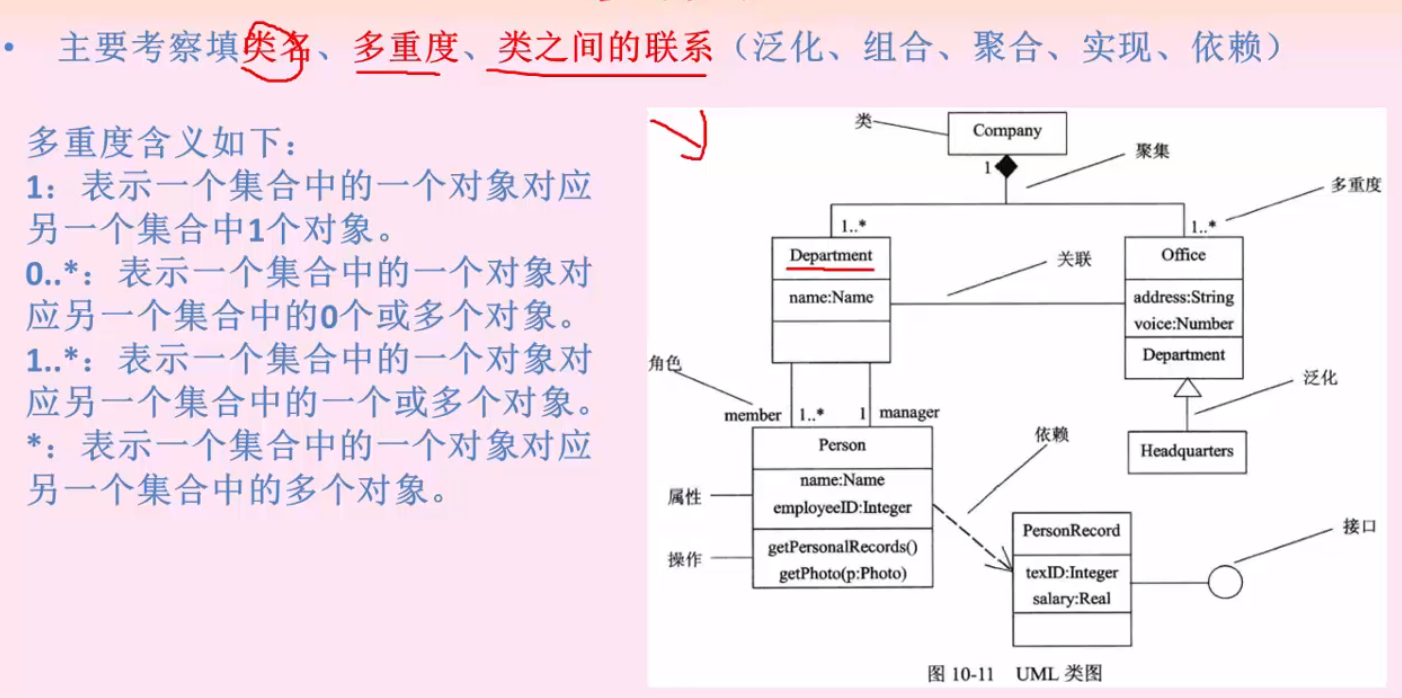 • 主要考察填类名、多重度、类之间的联系（泛化、组合、聚合、实现、依赖）
多重度含义如下：
1：表示一个集合中的一个对象对应
另一个集合中1个对象。
0..*：表示一个集合中的一个对象对
应另一个集合中的0个或多个对象。
1..*：表示一个集合中的一个对象对
应另一个集合中的一个或多个对象。
*：表示一个集合中的一个对象对应
另一个集合中的多个对象。
类
Company
1
聚集
多重度
1..*
1..*
Department
name:Name
关联
Office
address:String
voice:Number
Department
角色
member
1..*
1
manager
泛化
Headquarters
Person
name:Name
employeeID:Integer
getPersonalRecords()
getPhoto(p:Photo)
属性
操作
依赖
PersonRecord
texID:Integer
salary:Real
接口
图 10-11 UML 类图